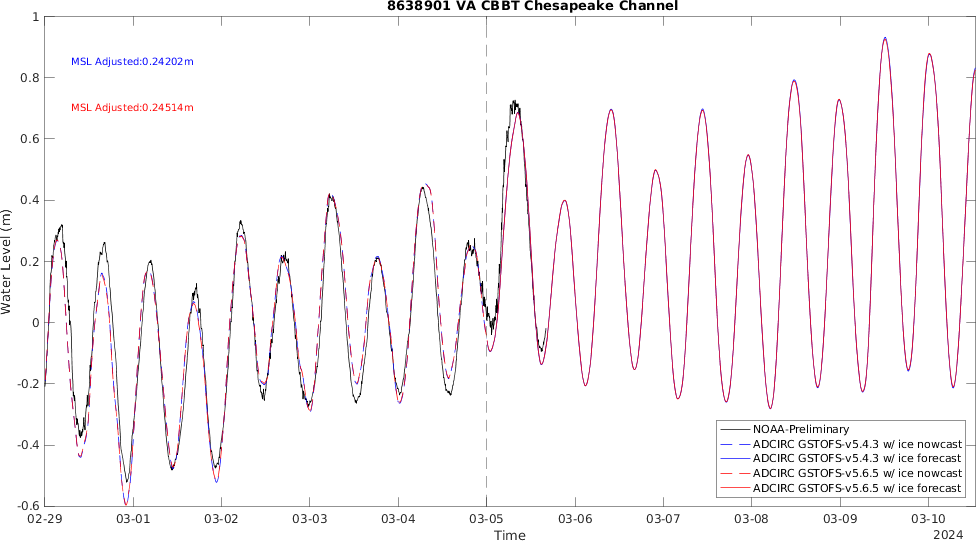 8638901 VA CBBT Chesapeake Channel
1
0.8
0.6
0.4
0.2
0
-0.2
-0.4
-0.6
Water Level (m)
MSL Adjusted:0.24202m
MSL Adjusted:0.24514m
NOAA-Preliminary
ADCIRC GSTOFS-v5.4.3 w/ ice nowcast
ADCIRC GSTOFS-v5.4.3 w/ ice forecast
ADCIRC GSTOFS-v5.6.5 w/ ice nowcast
ADCIRC GSTOFS-v5.6.5 w/ ice forecast
02-29 03-01 03-02 03-03 03-04 03-05 03-06 03-07 03-08 03-09 03-10
Time
2024